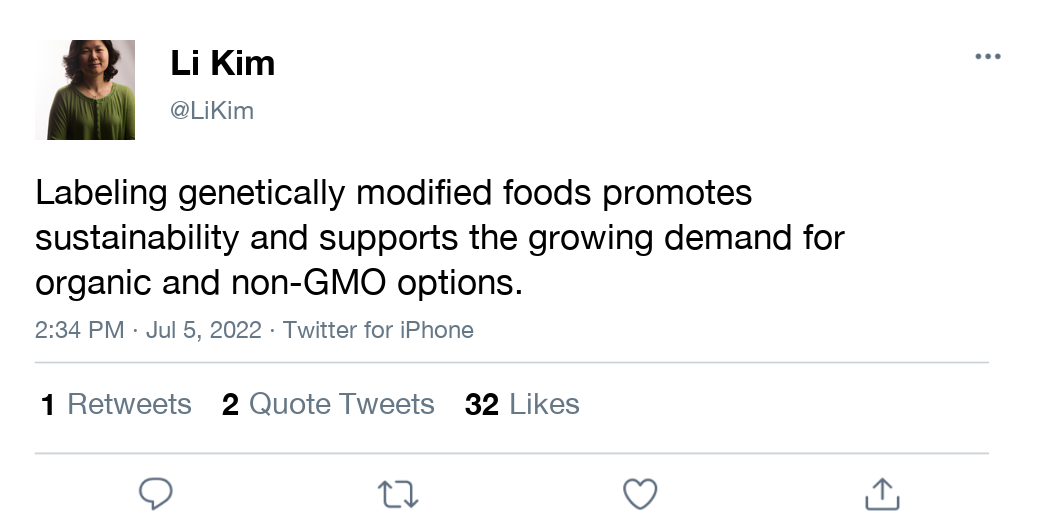 Li Kim
@LiKim
Labeling genetically modified foods promotes
sustainability and supports the growing demand for
organic and non-GMO options.
2:34 PM · Jul 5, 2022 · Twitter for iPhone
1 Retweets 2 Quote Tweets 32 Likes